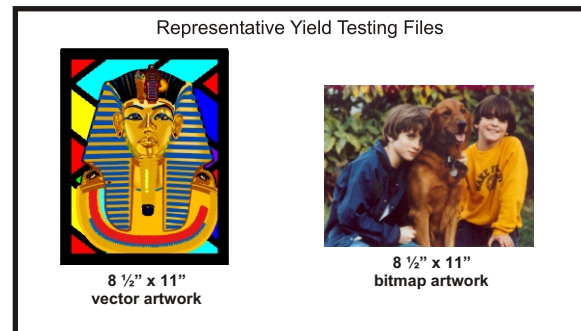 Representative Yield Testing Files
8 ½” x 11”
vector artwork
8 ½” x 11”
bitmap artwork